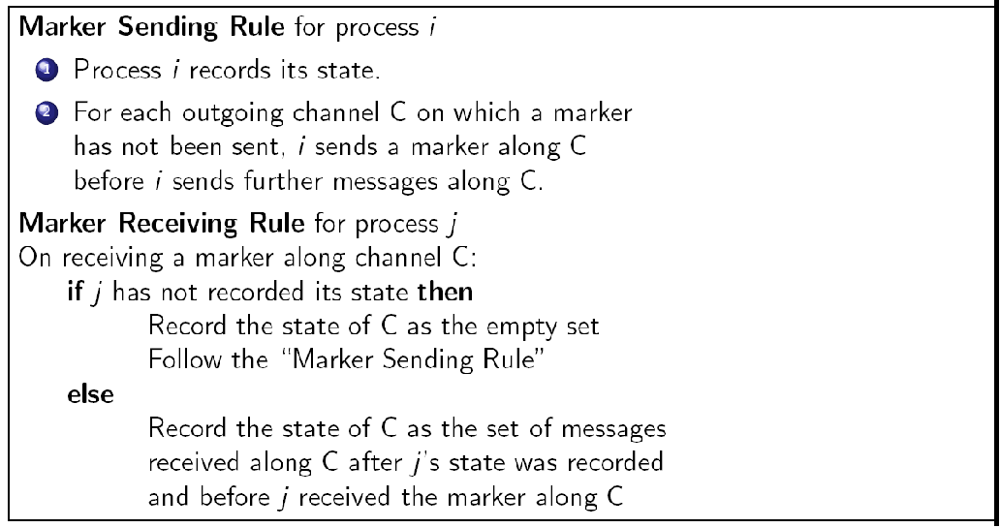 Marker Sending Rule for process i
1 Process i records its state.
2 For each outgoing channel C on which a marker
has not been sent, i sends a marker along C
before i sends further messages along C.
Marker Receiving Rule for process j
On receiving a marker along channel C:
if j has not recorded its state then
Record the state of C as the empty set
Follow the “Marker Sending Rule”
else
Record the state of C as the set of messages
received along C after j's state was recorded
and before j received the marker along C